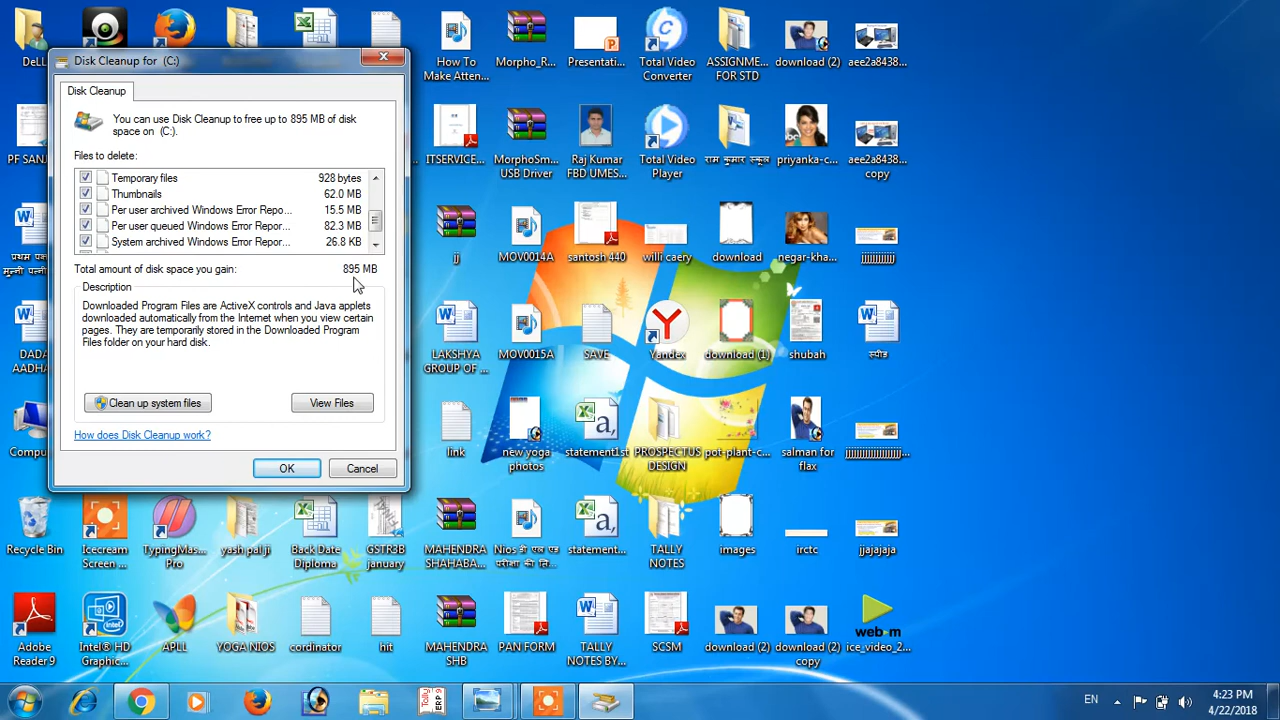 Disk Cleanup for (C:)
Disk Cleanup
You can use Disk Cleanup to free up to 895 MB of disk
space on (C:).
Files to delete:
Temporary files 928 bytes
Thumbnails 62.0 MB
Per user archived Windows Error Repo... 15.5 MB
Per user queued Windows Error Repor... 82.3 MB
System archived Windows Error Repor... 26.8 KB
Total amount of disk space you gain: 895 MB
Description
Downloaded Program Files are ActiveX controls and Java applets
downloaded automatically from the Internet when you view certain
pages. They are temporarily stored in the Downloaded Program
Files folder on your hard disk.
Clean up system files
View Files
How does Disk Cleanup work?
OK
Cancel
DeLL
How To
Make Atten...
Morpho_R...
Presentati...
Total Video
Converter
ASSIGNME...
FOR STD
download (2)
aee2a8438...
PF SANJ
ITSERVICE...
MorphoSm...
USB Driver
Raj Kumar
FBD UMES...
Total Video
Player
राम कुमार स्कूल
priyanka-c...
aee2a8438...
copy
jj
MOV0014A
santosh 440
willi caery
download
negar-kha...
DADA
AADHA
LAKSHYA
GROUP OF ...
MOV0015A
SAVE
Yandex
download (1)
shubah
स्पीड
Compu
link
new yoga
photos
statement1st
PROSPECTUS
DESIGN
pot-plant-c...
salman for
flax
Recycle Bin
Icecream
Screen ...
TypingMas...
Pro
yash pal ji
Back Date
Diploma
GSTR3B
january
MAHENDRA
SHAHABA...
Nios डी एल एड
परीक्षा की ति...
statement...
TALLY
NOTES
images
irctc
jjajajaja
Adobe
Reader 9
Intel® HD
Graphic...
APLL
YOGA NIOS
cordinator
hit
MAHENDRA
SHB
PAN FORM
TALLY
NOTES BY...
SCSM
download (2)
download (2)
copy
web-m
ice_video_2...
Tally
ERP 9
EN
4:23 PM
4/22/2018